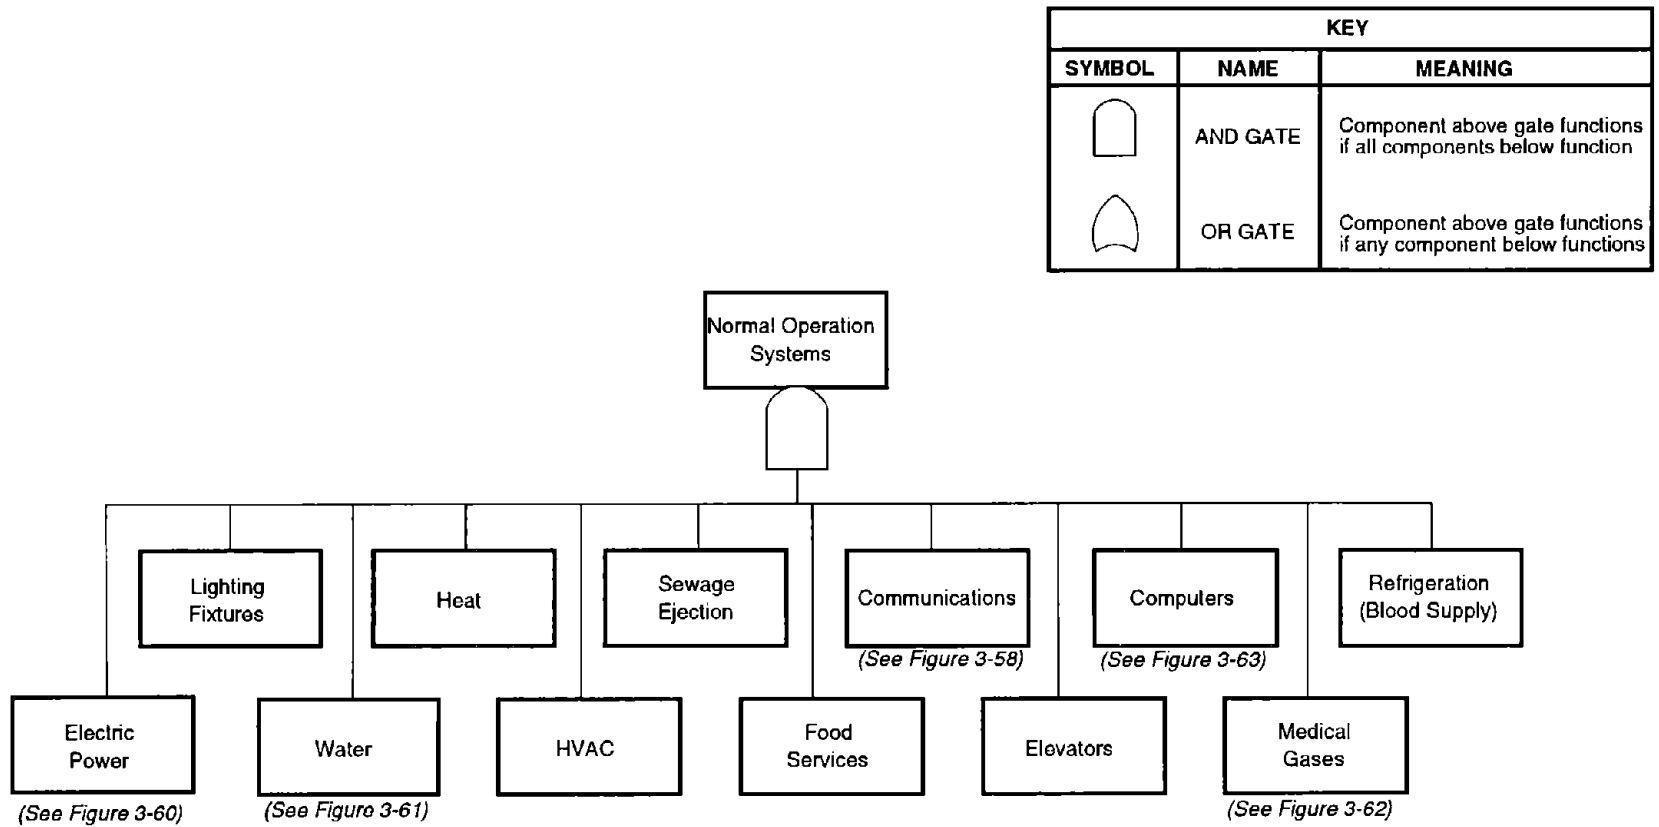 KEY
SYMBOL NAME MEANING
AND GATE
Component above gate functions
if all components below function
OR GATE
Component above gate functions
if any component below functions
Normal Operation
Systems
Lighting
Fixtures
Heat
Sewage
Ejection
Communications
(See Figure 3-58)
Computers
(See Figure 3-63)
Refrigeration
(Blood Supply)
Electric
Power
(See Figure 3-60)
Water
(See Figure 3-61)
HVAC
Food
Services
Elevators
Medical
Gases
(See Figure 3-62)